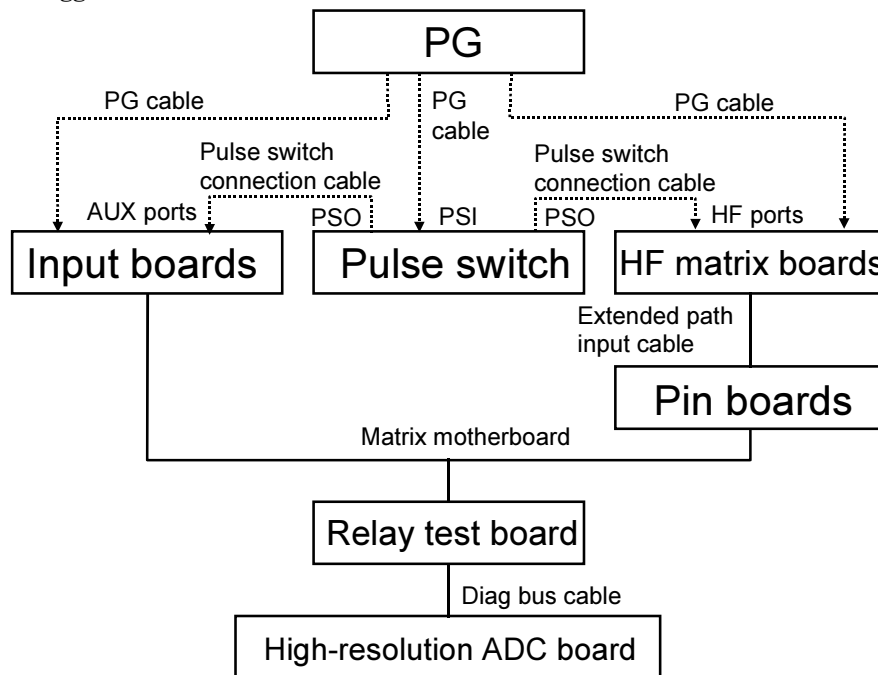 PG
PG cable
PG
cable
PG cable
Pulse switch
connection cable
Pulse switch
connection cable
AUX ports
PSO
PSI
PSO
HF ports
Input boards
Pulse switch
HF matrix boards
Extended path
input cable
Pin boards
Matrix motherboard
Relay test board
Diag bus cable
High-resolution ADC board